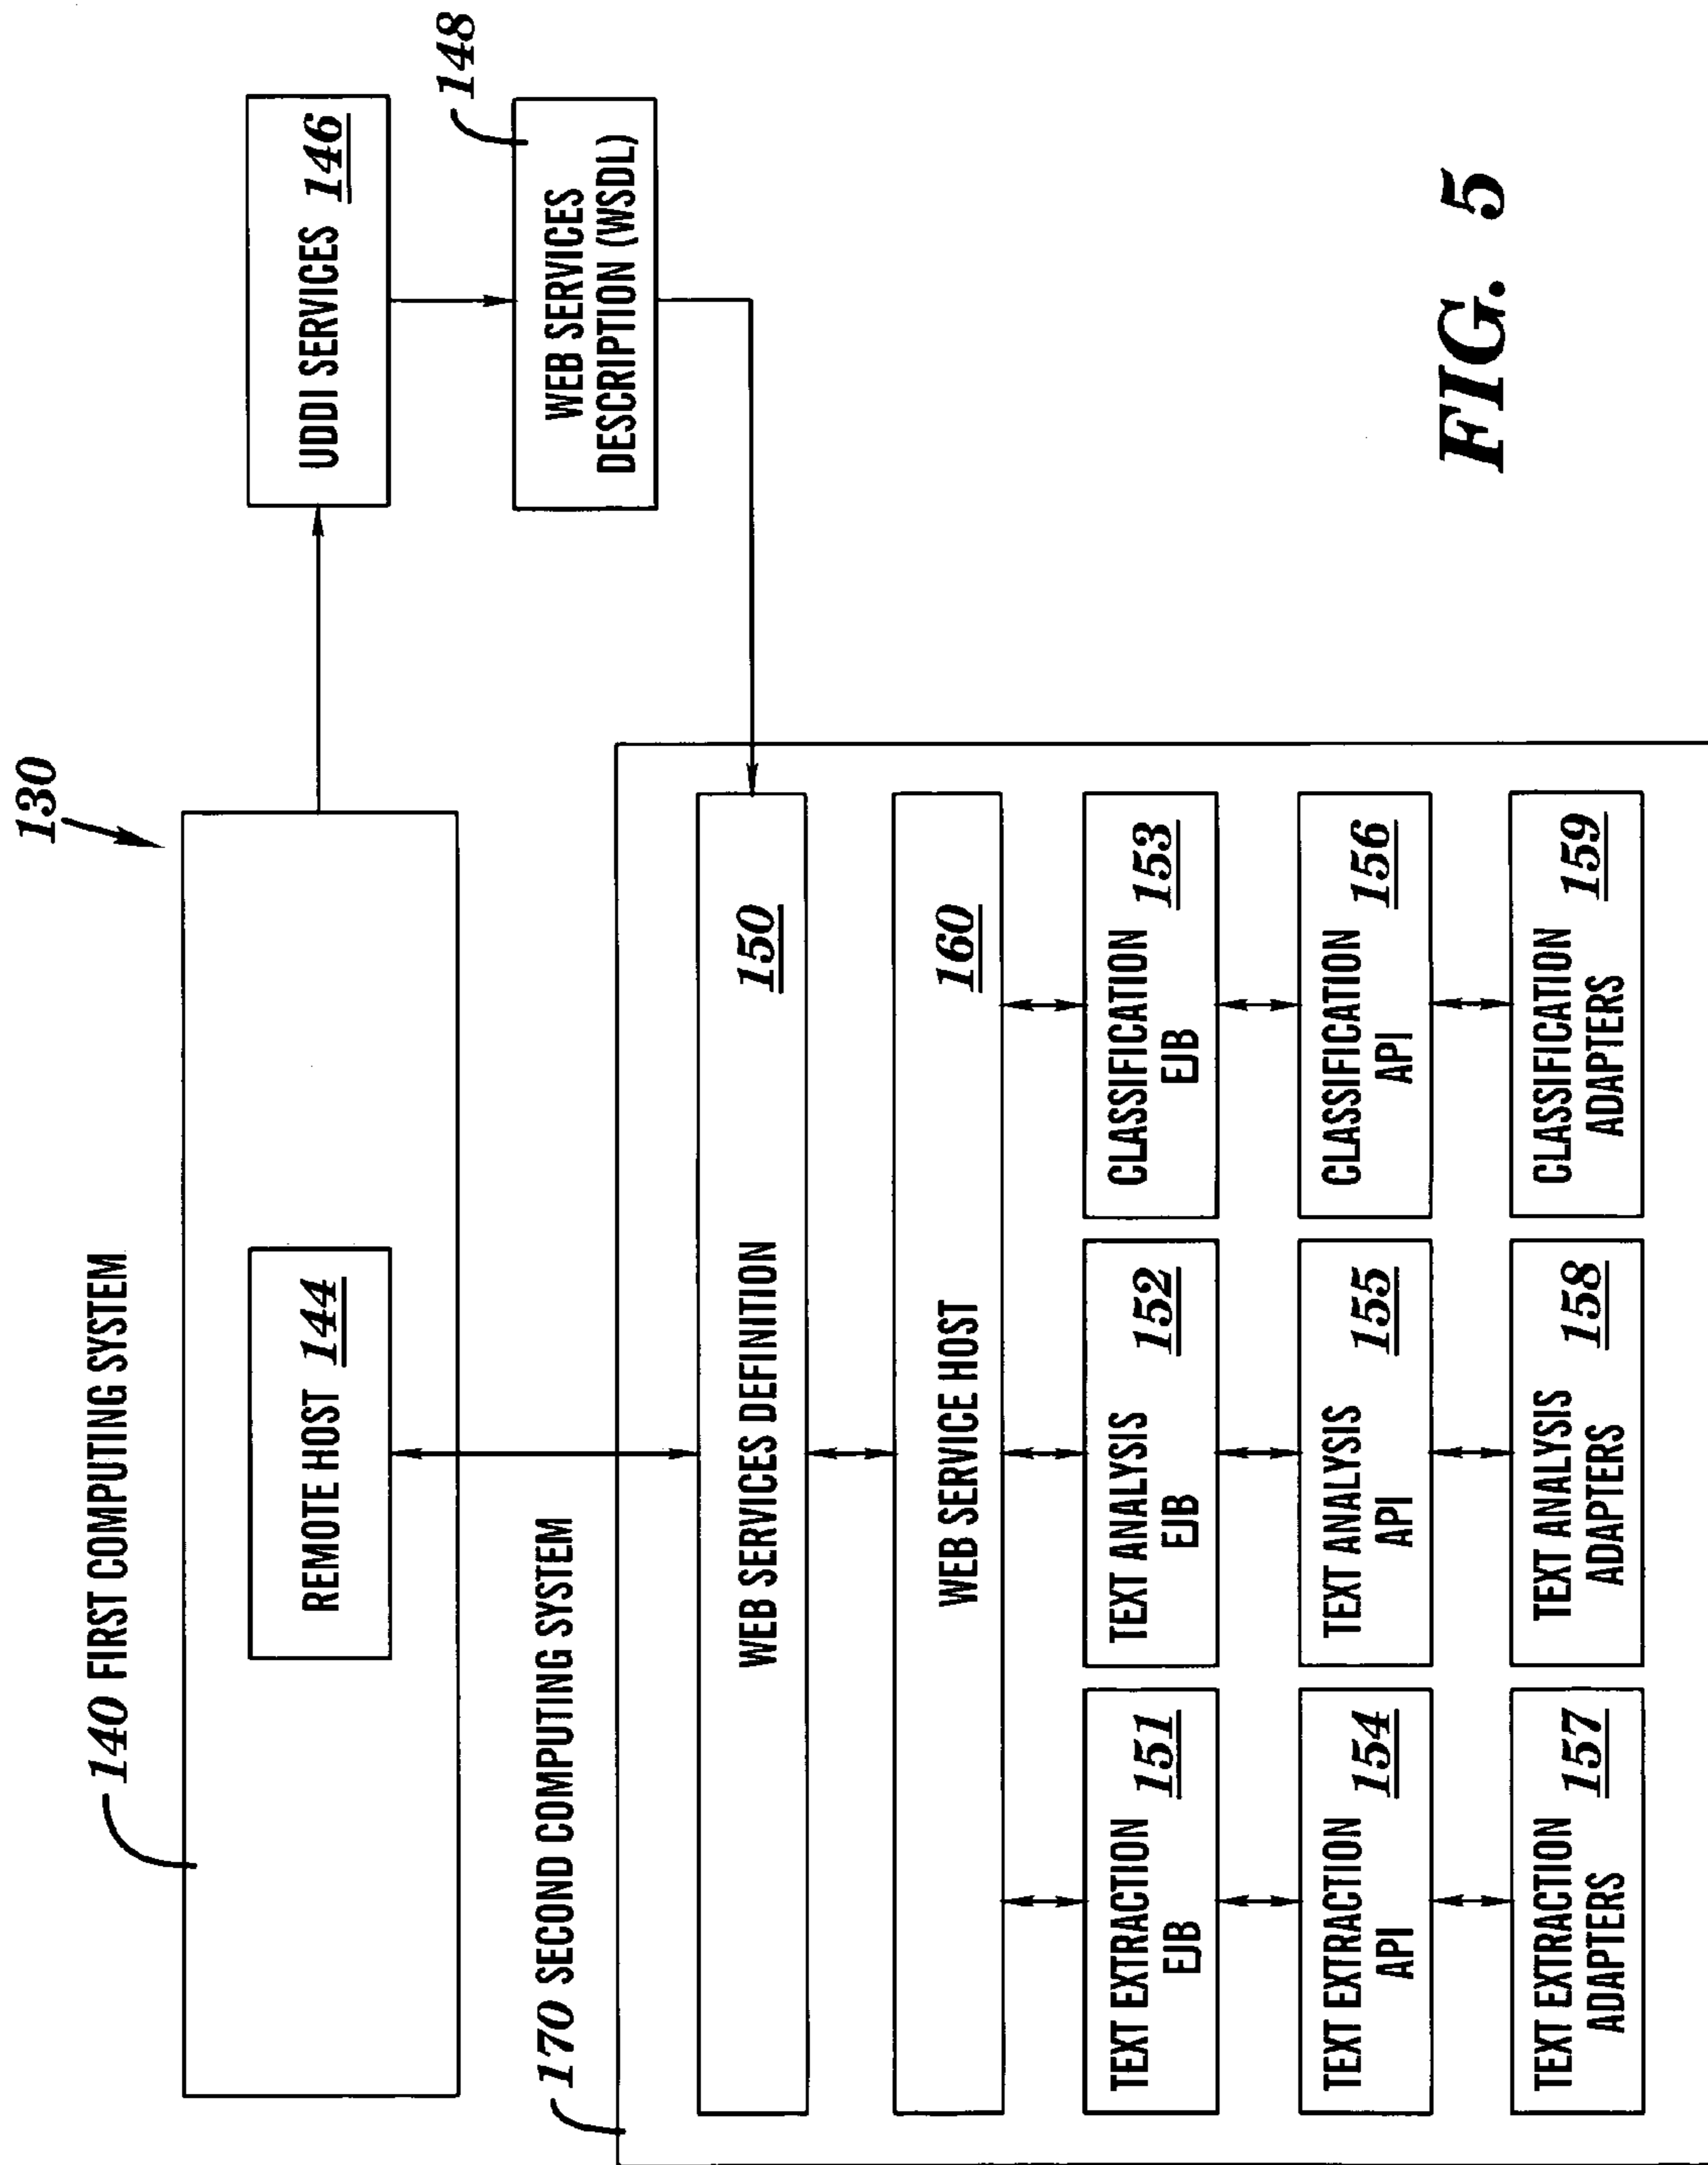 130
140 FIRST COMPUTING SYSTEM
REMOTE HOST 144
UDDI SERVICES 146
148
WEB SERVICES
DESCRIPTION (WSDL)
170 SECOND COMPUTING SYSTEM
WEB SERVICES DEFINITION 150
WEB SERVICE HOST 160
TEXT EXTRACTION
EJB 151
TEXT ANALYSIS
EJB 152
CLASSIFICATION
EJB 153
TEXT EXTRACTION
API 154
TEXT ANALYSIS
API 155
CLASSIFICATION
API 156
TEXT EXTRACTION
ADAPTERS 157
TEXT ANALYSIS
ADAPTERS 158
CLASSIFICATION
ADAPTERS 159
FIG. 5